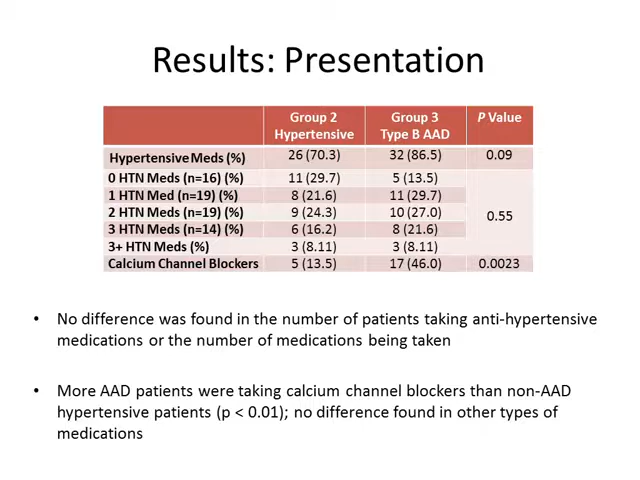 Results: Presentation
Group 2 Hypertensive Group 3 Type B AAD P Value
Hypertensive Meds (%) 26 (70.3) 32 (86.5) 0.09
0 HTN Meds (n=16) (%) 11 (29.7) 5 (13.5)
1 HTN Med (n=19) (%) 8 (21.6) 11 (29.7)
2 HTN Meds (n=19) (%) 9 (24.3) 10 (27.0) 0.55
3 HTN Meds (n=14) (%) 6 (16.2) 8 (21.6)
3+ HTN Meds (%) 3 (8.11) 3 (8.11)
Calcium Channel Blockers 5 (13.5) 17 (46.0) 0.0023
• No difference was found in the number of patients taking anti-hypertensive
medications or the number of medications being taken
• More AAD patients were taking calcium channel blockers than non-AAD
hypertensive patients (p < 0.01); no difference found in other types of
medications